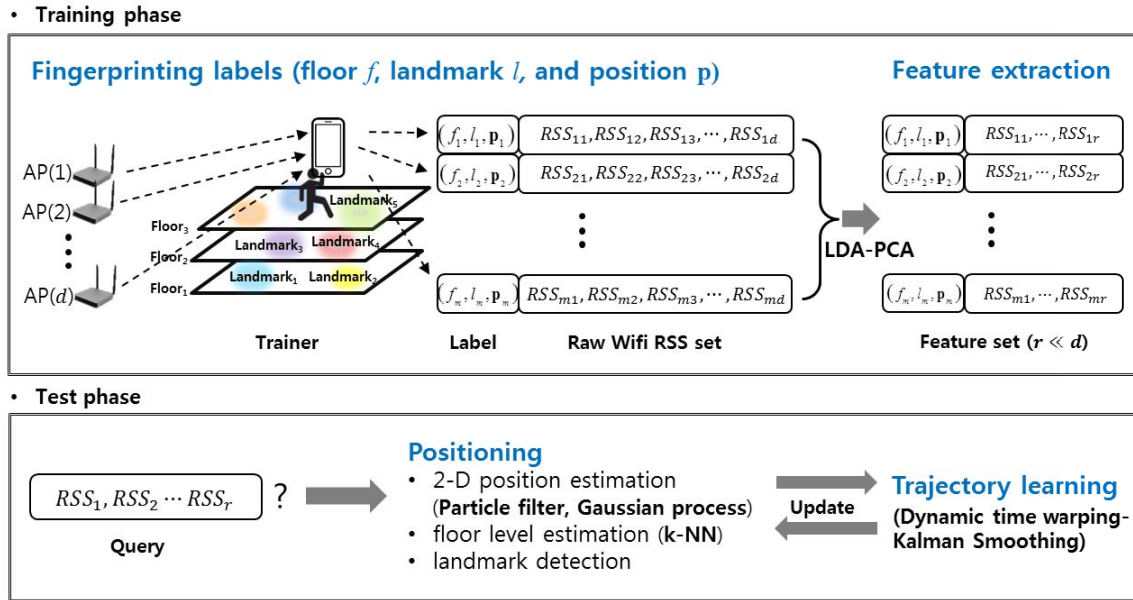 • Training phase
Fingerprinting labels (floor f, landmark l, and position p)
Feature extraction
AP(1)
AP(2)
⋮
AP(d)
Floor₃
Floor₂
Floor₁
Landmark₅
Landmark₃ Landmark₄
Landmark₁ Landmark₂
Trainer
(f₁, l₁, p₁) RSS₁₁, RSS₁₂, RSS₁₃, ⋯, RSS₁d
(f₂, l₂, p₂) RSS₂₁, RSS₂₂, RSS₂₃, ⋯, RSS₂d
⋮
(fₘ, lₘ, pₘ) RSSₘ₁, RSSₘ₂, RSSₘ₃, ⋯, RSSmd
Label
Raw Wifi RSS set
LDA-PCA
(f₁, l₁, p₁) RSS₁₁, ⋯, RSS₁ᵣ
(f₂, l₂, p₂) RSS₂₁, ⋯, RSS₂ᵣ
⋮
(fₘ, lₘ, pₘ) RSSₘ₁, ⋯, RSSₘᵣ
Feature set (r ≪ d)
• Test phase
RSS₁, RSS₂ ⋯ RSSᵣ ?
Query
Positioning
• 2-D position estimation
(Particle filter, Gaussian process)
• floor level estimation (k-NN)
• landmark detection
Update
Trajectory learning
(Dynamic time warping-
Kalman Smoothing)